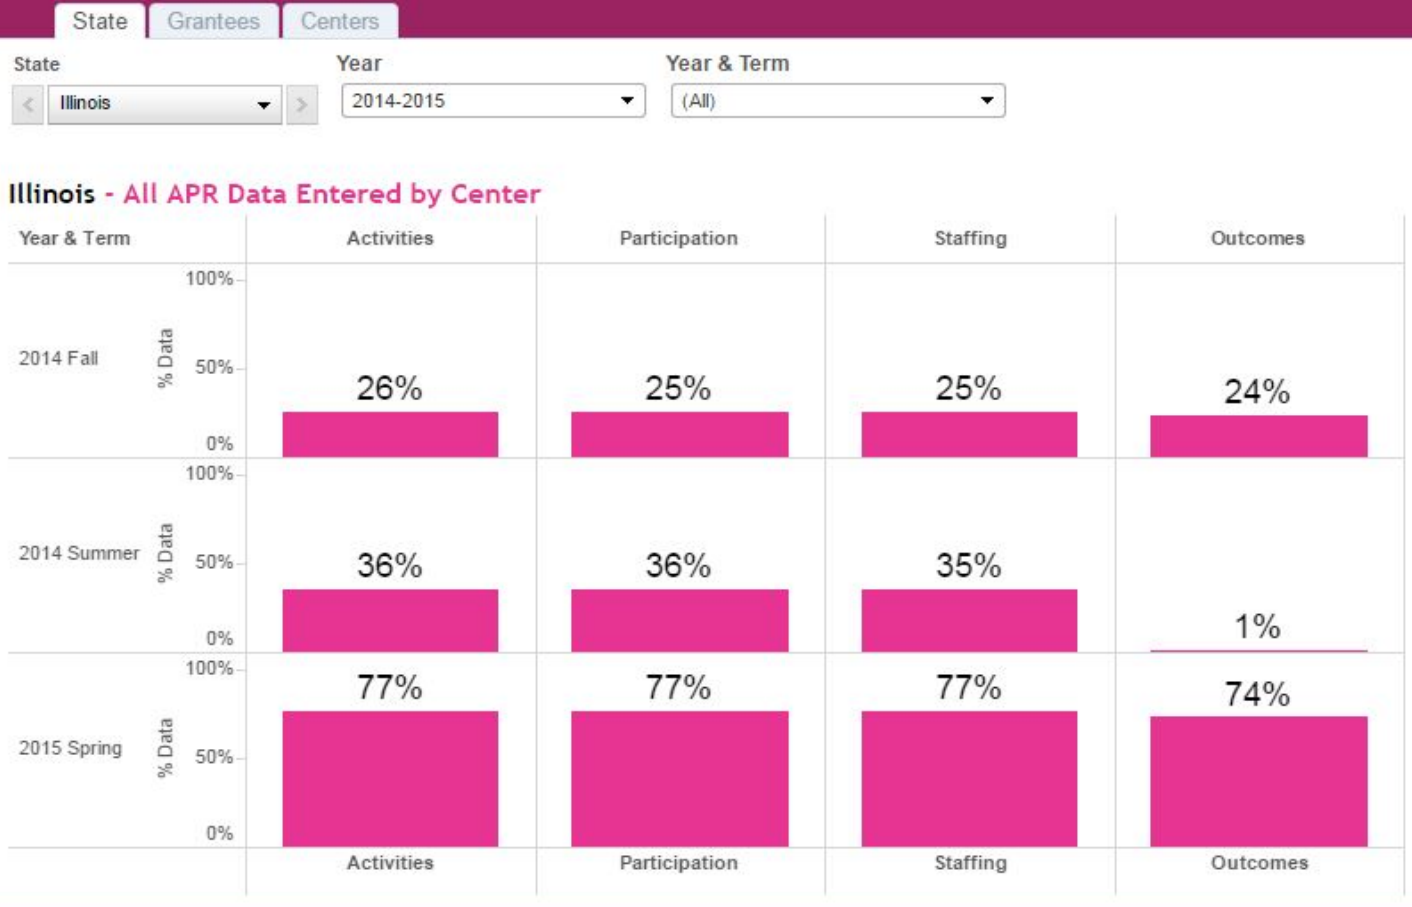 State Grantees Centers
State Year Year & Term
< Illinois > 2014-2015 (All)
Illinois - All APR Data Entered by Center
Year & Term Activities Participation Staffing Outcomes
100%
2014 Fall % Data 50%
26% 25% 25% 24%
0%
100%
2014 Summer % Data 50%
36% 36% 35% 1%
0%
100%
77% 77% 77% 74%
2015 Spring % Data 50%
0%
Activities Participation Staffing Outcomes